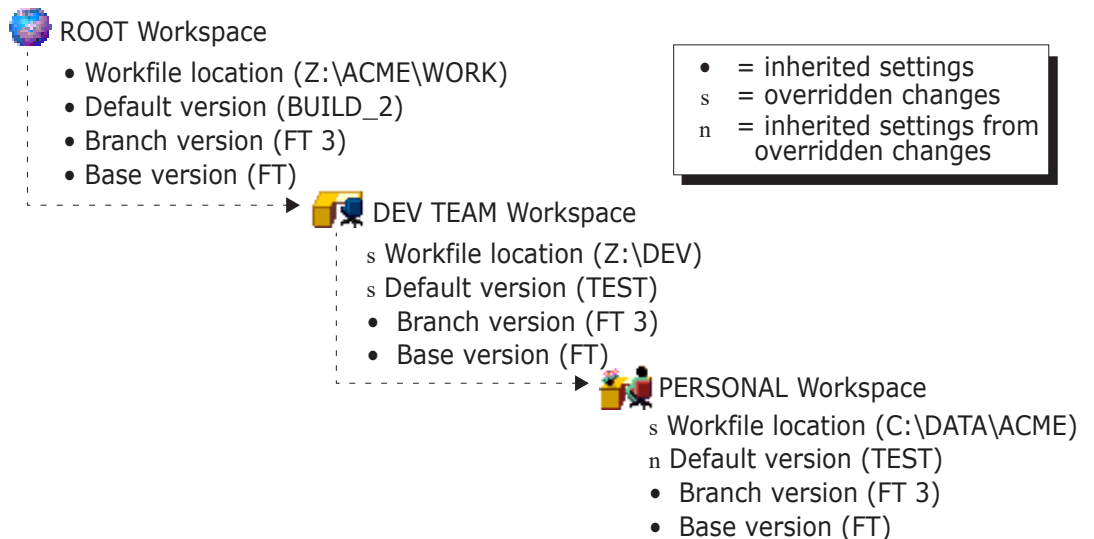 ROOT Workspace
• Workfile location (Z:\ACME\WORK)
• Default version (BUILD_2)
• Branch version (FT 3)
• Base version (FT)
• = inherited settings
s = overridden changes
n = inherited settings from
overridden changes
DEV TEAM Workspace
s Workfile location (Z:\DEV)
s Default version (TEST)
• Branch version (FT 3)
• Base version (FT)
PERSONAL Workspace
s Workfile location (C:\DATA\ACME)
n Default version (TEST)
• Branch version (FT 3)
• Base version (FT)